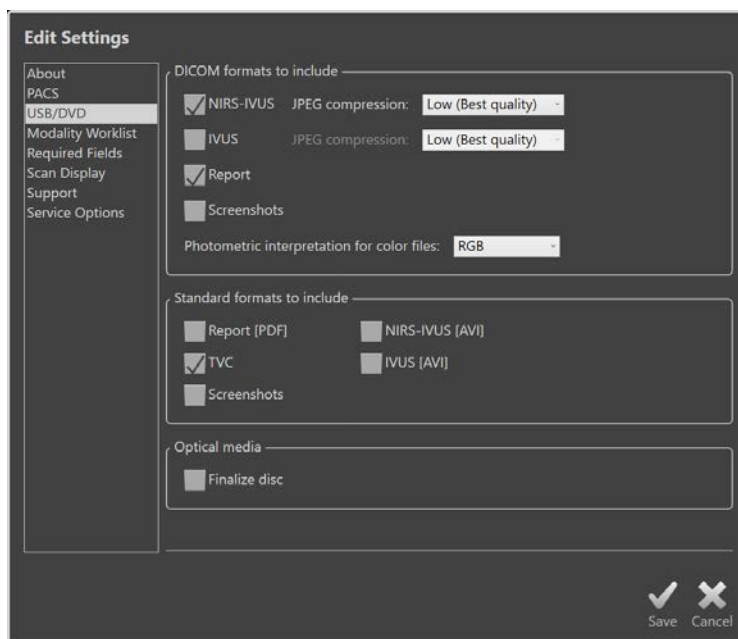 Edit Settings
About
PACS
USB/DVD
Modality Worklist
Required Fields
Scan Display
Support
Service Options
DICOM formats to include
NIRS-IVUS JPEG compression: Low (Best quality)
IVUS JPEG compression: Low (Best quality)
Report
Screenshots
Photometric interpretation for color files: RGB
Standard formats to include
Report [PDF] NIRS-IVUS [AVI]
TVC IVUS [AVI]
Screenshots
Optical media
Finalize disc
Save Cancel